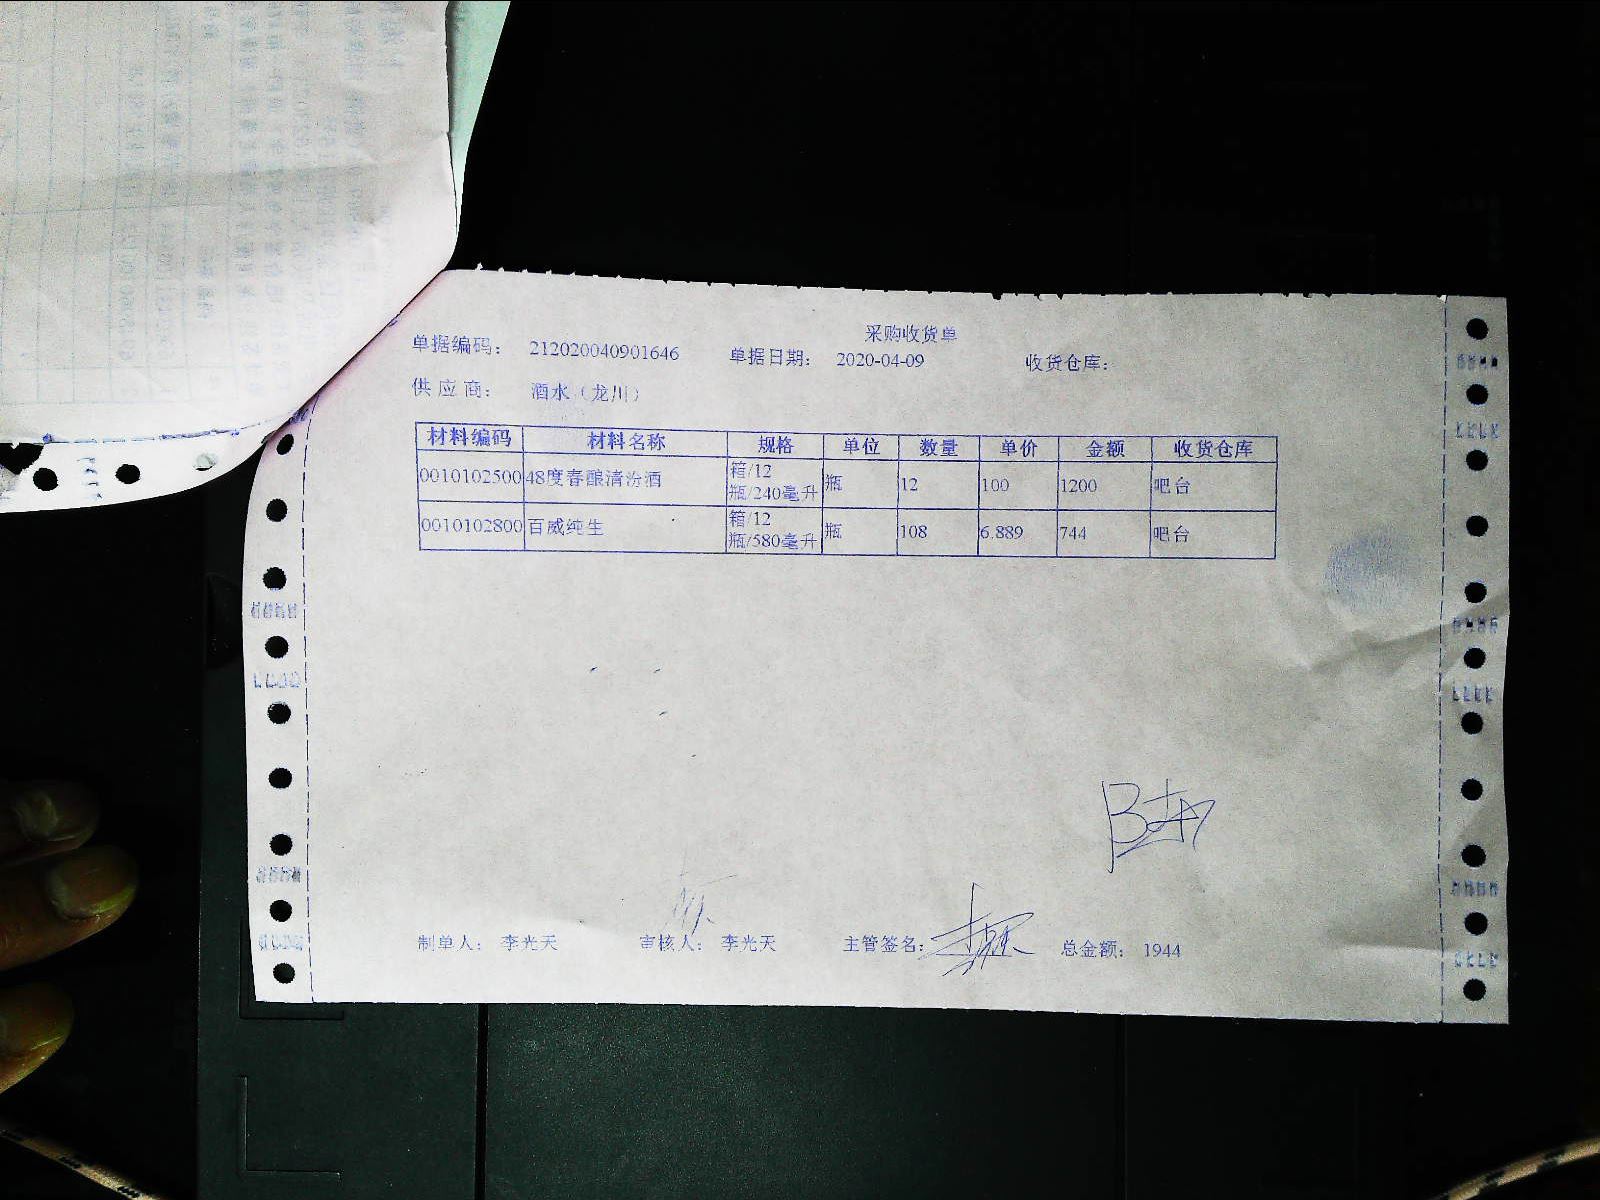 采购收货单
单据编码： 212020040901646 单据日期： 2020-04-09 收货仓库：
供应商： 酒水（龙川）
材料编码 材料名称 规格 单位 数量 单价 金额 收货仓库
0010102500 48度春酿清汾酒 箱/12瓶/240毫升 瓶 12 100 1200 吧台
0010102800 百威纯生 箱/12瓶/580毫升 瓶 108 6.889 744 吧台
制单人： 李光天 审核人： 李光天 主管签名： 总金额： 1944